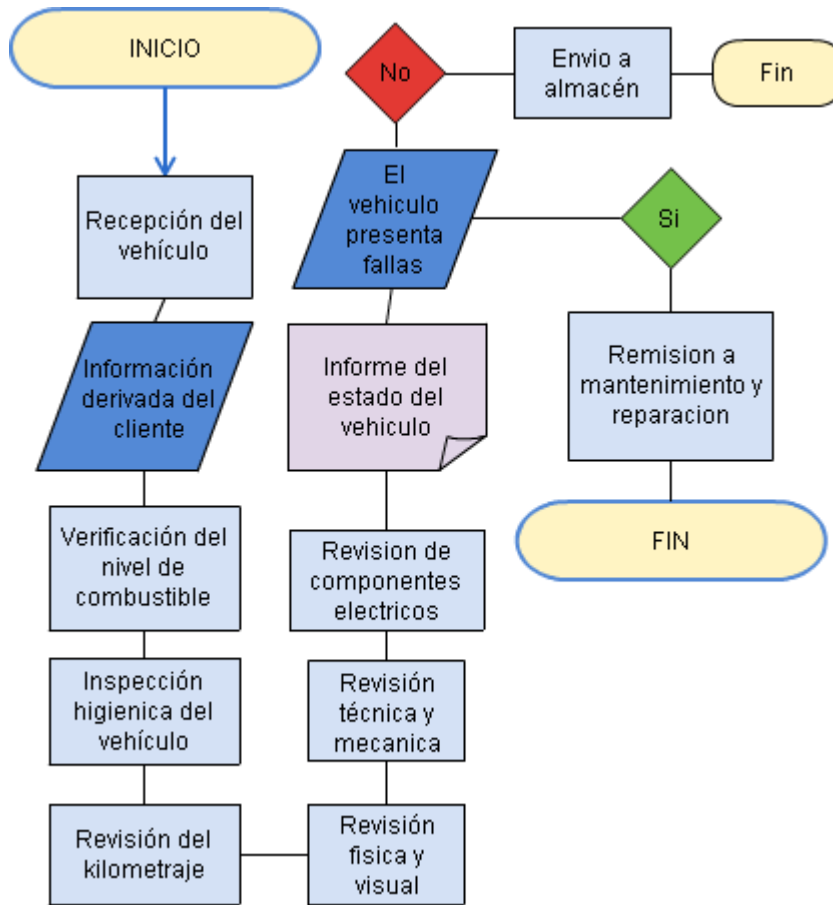 INICIO
Recepción del
vehículo
Información
derivada del
cliente
Verificación del
nivel de
combustible
Inspección
higienica del
vehículo
Revisión del
kilometraje
Revisión
fisica y
visual
Revisión
técnica y
mecanica
Revision de
componentes
electricos
Informe del
estado del
vehiculo
El
vehiculo
presenta
fallas
No
Envio a
almacén
Fin
Si
Remision a
mantenimiento y
reparacion
FIN